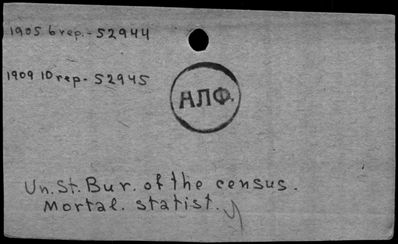 1905 6 rep. - 52944
1909 10 rep. - 52945
НЛФ.
Un. St. Bur. of the census.
Mortal. statist.